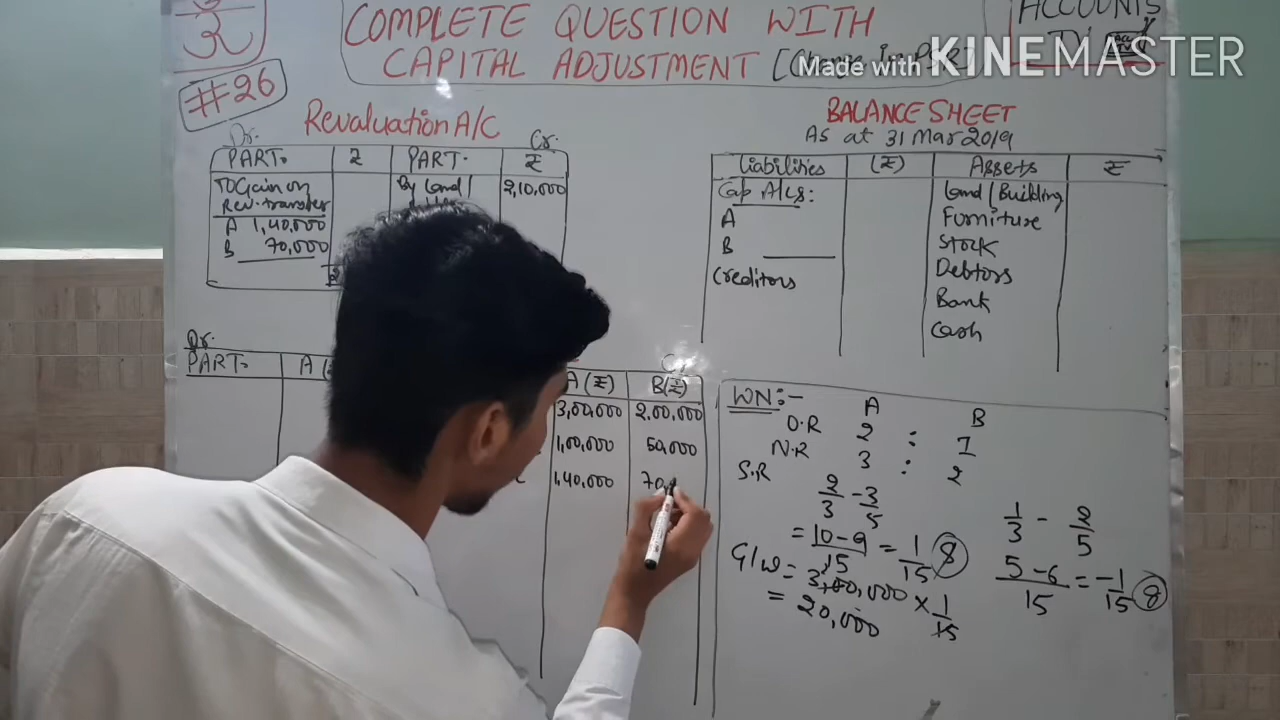 COMPLETE QUESTION WITH
CAPITAL ADJUSTMENT [Change in PSR]
ACCOUNTS
#26
Made with KINEMASTER
Revaluation A/C
Dr. Cr.
PART. ₹ PART. ₹
To Gain on By Land/ 2,10,000
Rev. transfer
A 1,40,000
B 70,000
BALANCE SHEET
As at 31 Mar 2019
Liabilities (₹) Assets ₹
Cap A/cs: Land/Building
A Furniture
B Stock
Creditors Debtors
Bank
Cash
Dr.
PART. A A (₹) B(₹)
3,00,000 2,00,000
1,00,000 50,000
1,40,000 70,
WN:-
A B
O.R 2 : 1
N.R 3 : 2
S.R
2/3 - 3/5
= 10-9/15 = 1/15
1/3 - 2/5
5-6/15 = -1/15
G/W = 3,00,000 × 1/15
= 20,000